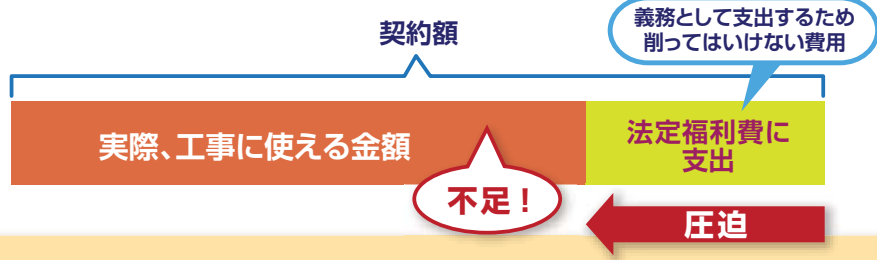 契約額
義務として支出するため
削ってはいけない費用
実際、工事に使える金額
法定福利費に
支出
不足！
圧迫